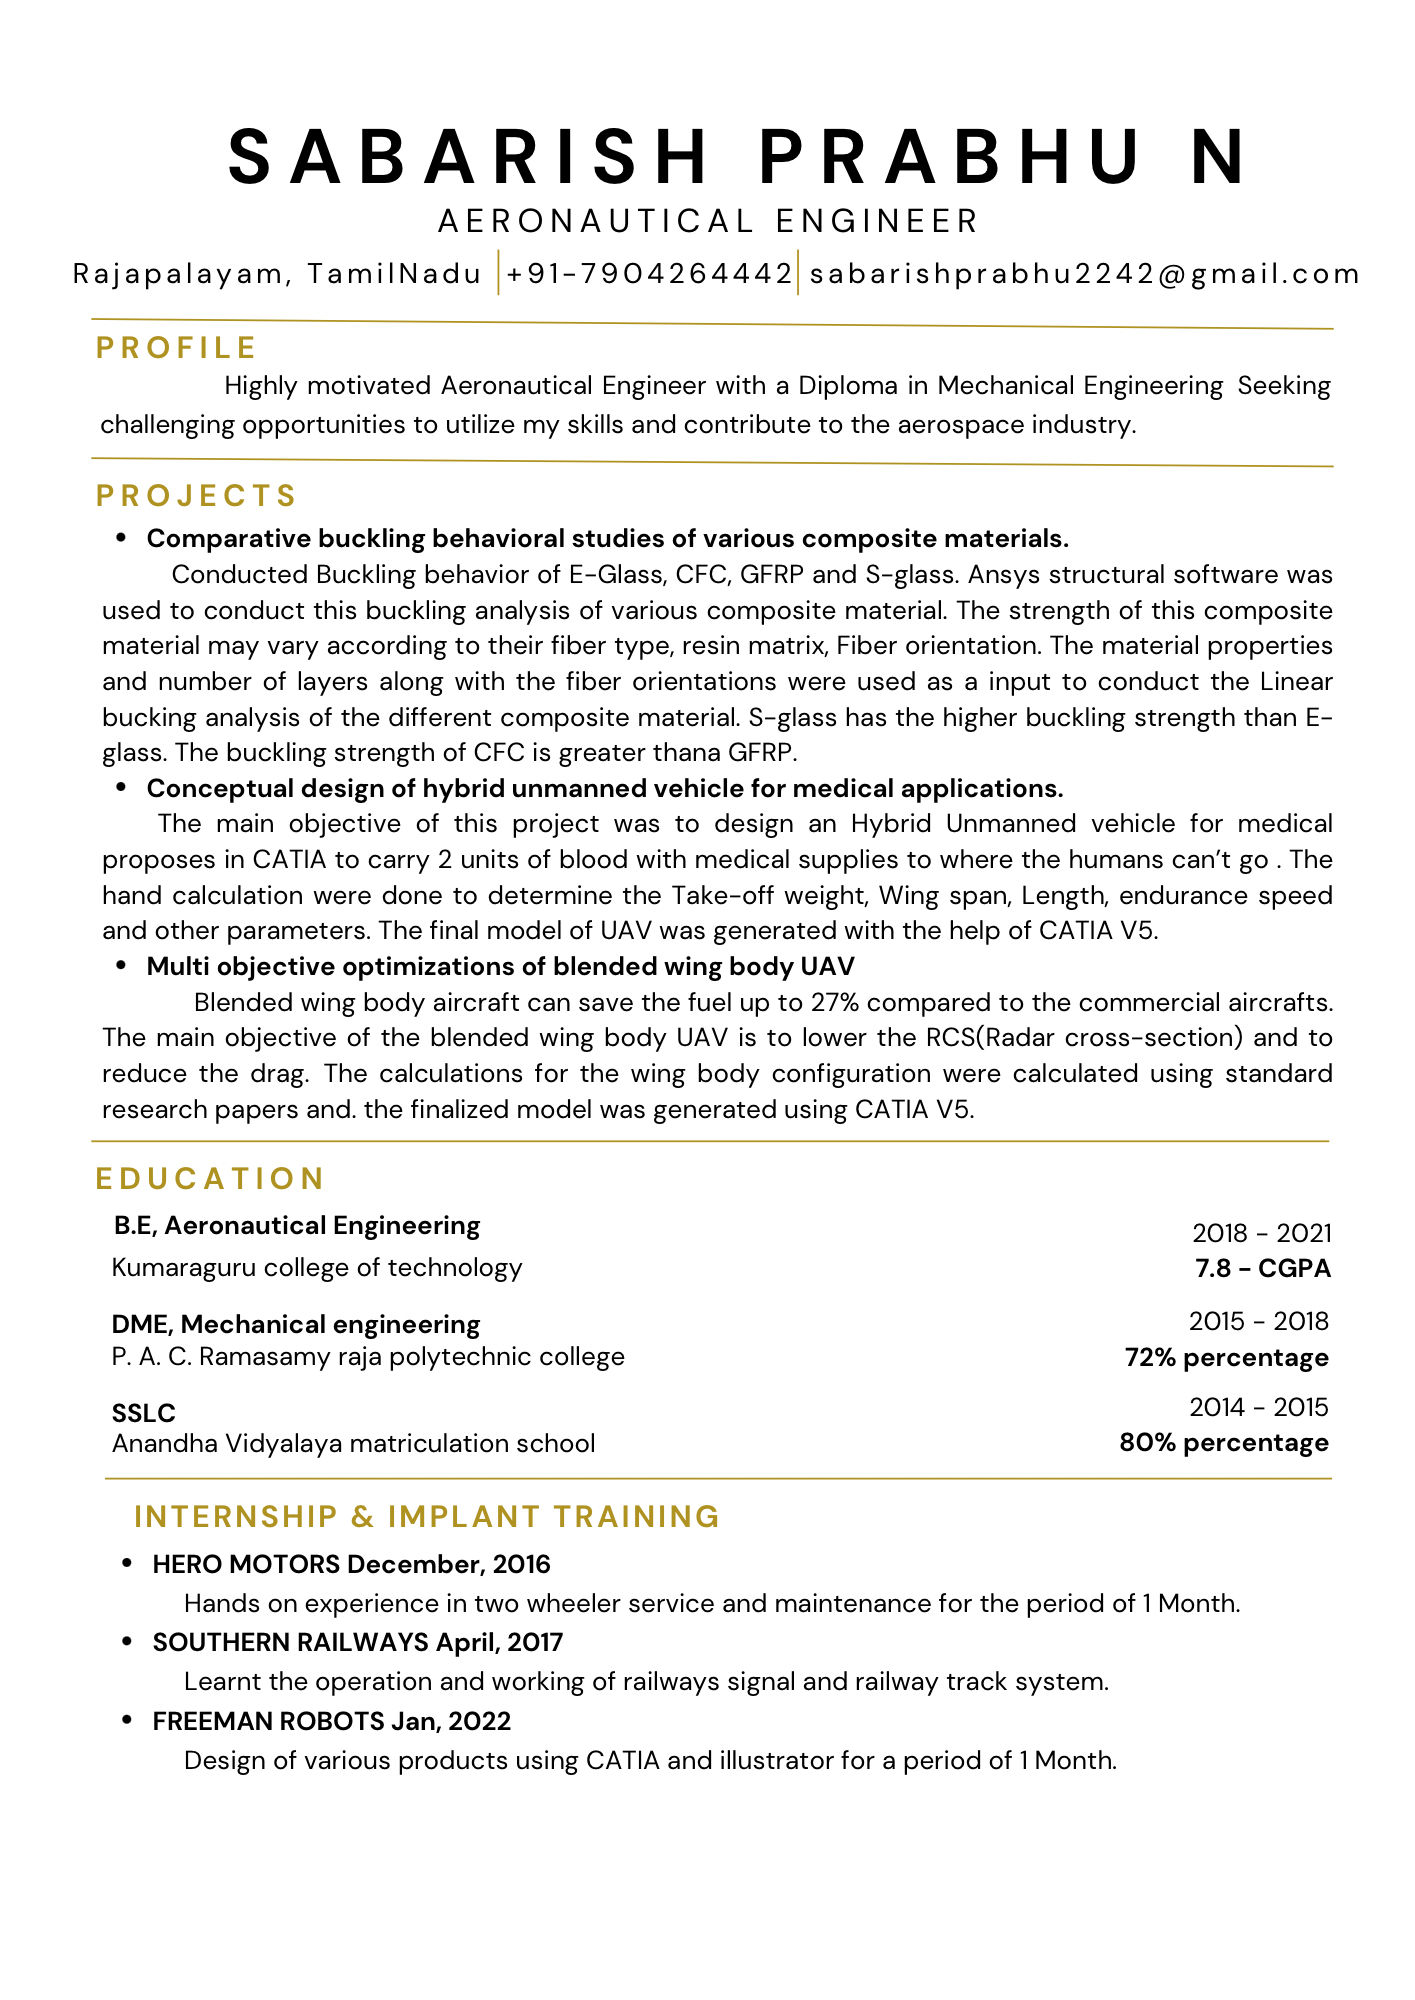 SABARISH PRABHU N
AERONAUTICAL ENGINEER
Rajapalayam, TamilNadu +91-7904264442 sabarishprabhu2242@gmail.com
PROFILE
Highly motivated Aeronautical Engineer with a Diploma in Mechanical Engineering Seeking
challenging opportunities to utilize my skills and contribute to the aerospace industry.
PROJECTS
• Comparative buckling behavioral studies of various composite materials.
Conducted Buckling behavior of E-Glass, CFC, GFRP and S-glass. Ansys structural software was
used to conduct this buckling analysis of various composite material. The strength of this composite
material may vary according to their fiber type, resin matrix, Fiber orientation. The material properties
and number of layers along with the fiber orientations were used as a input to conduct the Linear
bucking analysis of the different composite material. S-glass has the higher buckling strength than E-
glass. The buckling strength of CFC is greater thana GFRP.
• Conceptual design of hybrid unmanned vehicle for medical applications.
The main objective of this project was to design an Hybrid Unmanned vehicle for medical
proposes in CATIA to carry 2 units of blood with medical supplies to where the humans can't go . The
hand calculation were done to determine the Take-off weight, Wing span, Length, endurance speed
and other parameters. The final model of UAV was generated with the help of CATIA V5.
• Multi objective optimizations of blended wing body UAV
Blended wing body aircraft can save the fuel up to 27% compared to the commercial aircrafts.
The main objective of the blended wing body UAV is to lower the RCS(Radar cross-section) and to
reduce the drag. The calculations for the wing body configuration were calculated using standard
research papers and. the finalized model was generated using CATIA V5.
EDUCATION
B.E, Aeronautical Engineering 2018 - 2021
Kumaraguru college of technology 7.8 - CGPA
DME, Mechanical engineering 2015 - 2018
P. A. C. Ramasamy raja polytechnic college 72% percentage
SSLC 2014 - 2015
Anandha Vidyalaya matriculation school 80% percentage
INTERNSHIP & IMPLANT TRAINING
• HERO MOTORS December, 2016
Hands on experience in two wheeler service and maintenance for the period of 1 Month.
• SOUTHERN RAILWAYS April, 2017
Learnt the operation and working of railways signal and railway track system.
• FREEMAN ROBOTS Jan, 2022
Design of various products using CATIA and illustrator for a period of 1 Month.